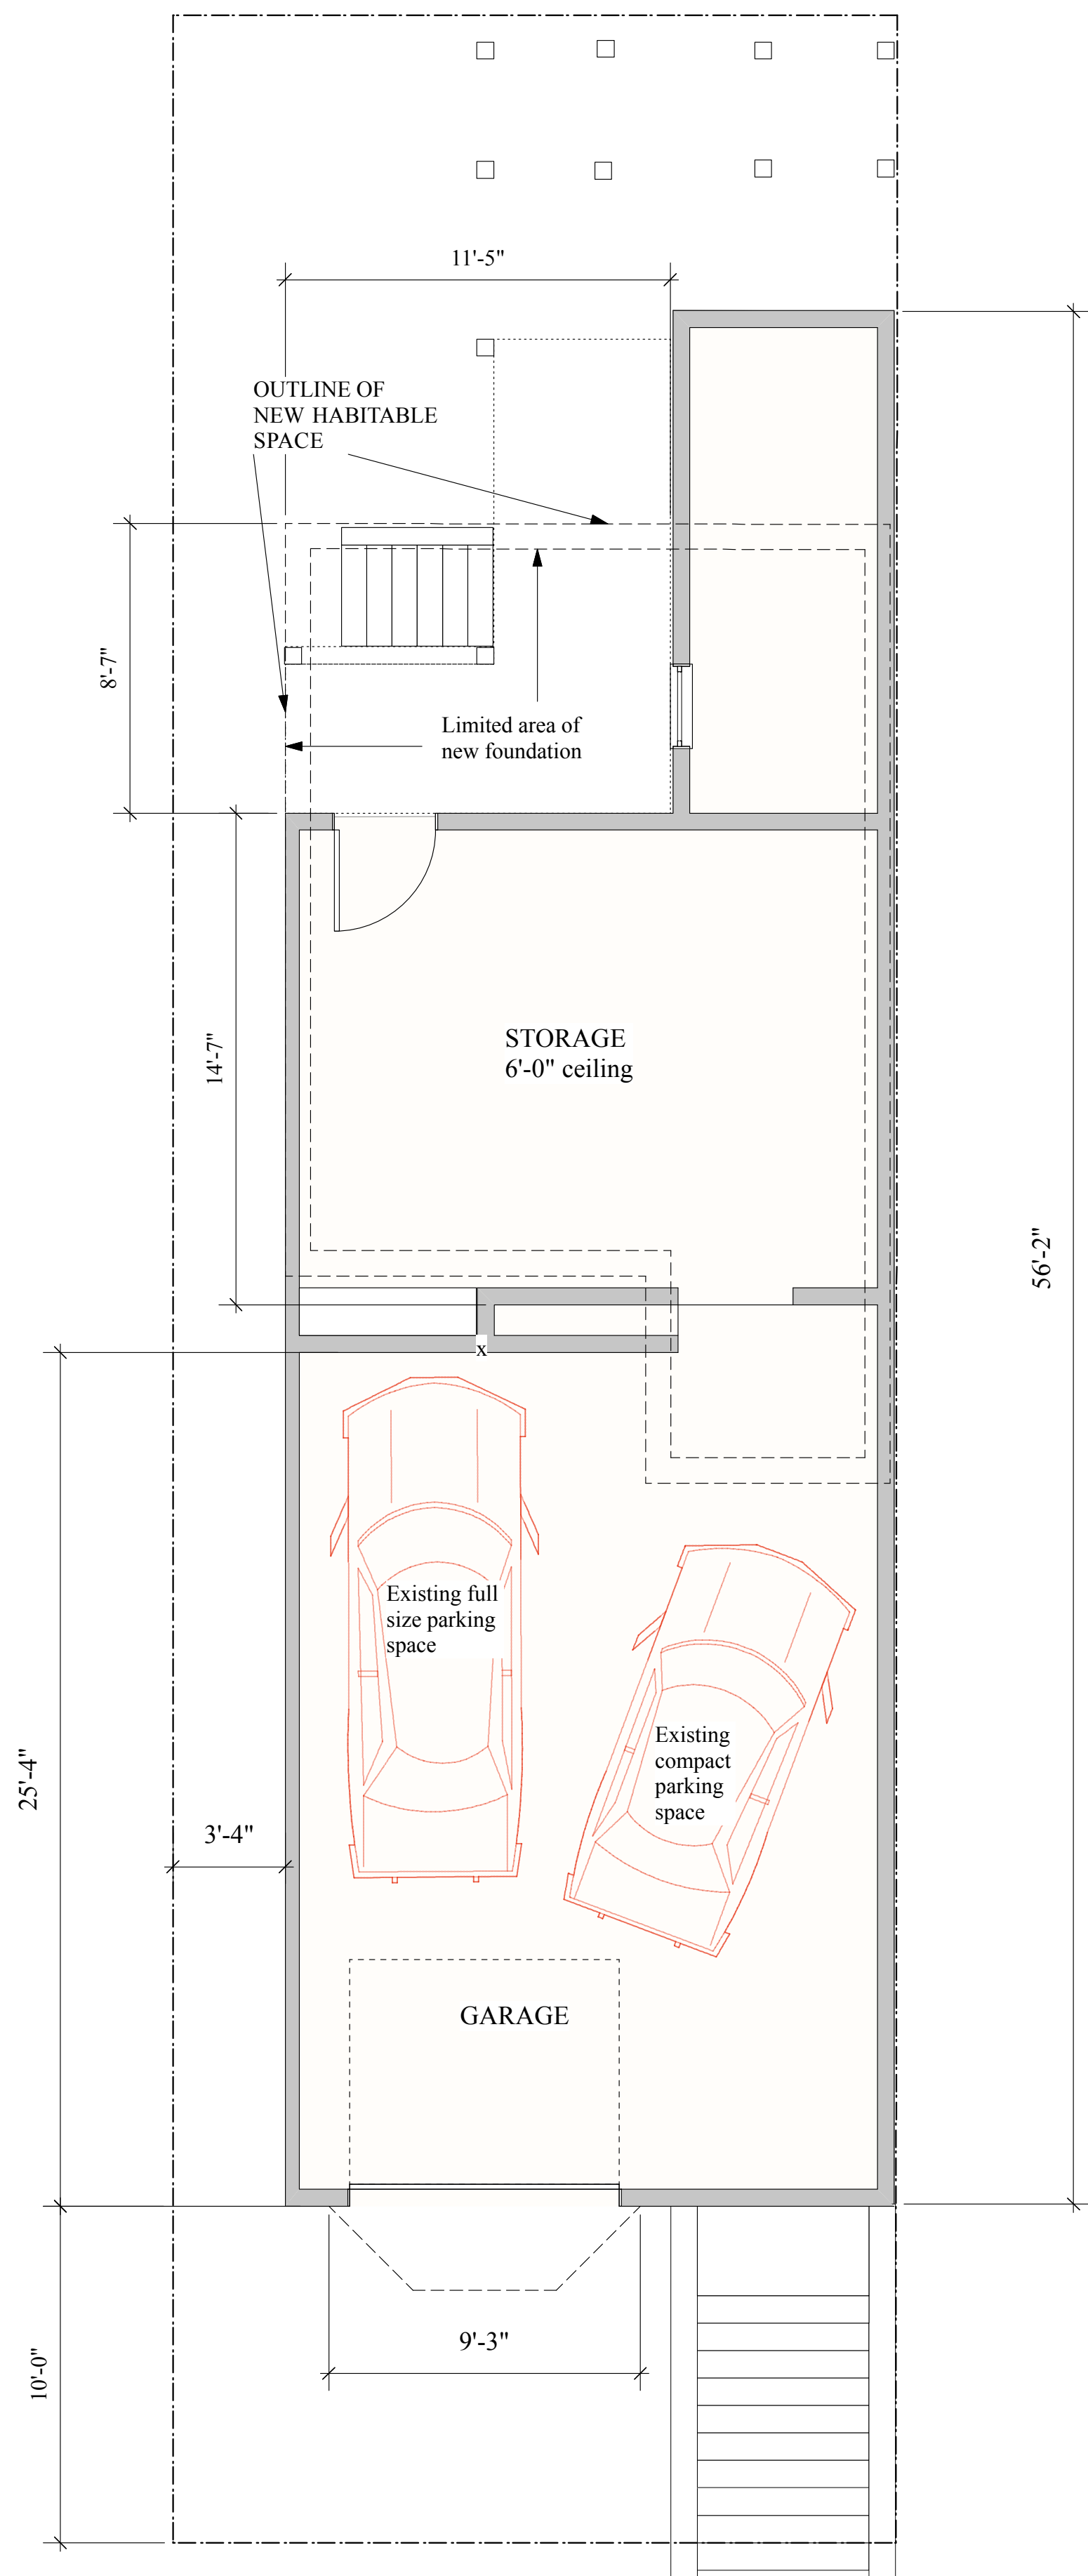 11'-5"
OUTLINE OF
NEW HABITABLE
SPACE
8'-7"
Limited area of
new foundation
14'-7"
STORAGE
6'-0" ceiling
56'-2"
x
Existing full
size parking
space
Existing
compact
parking
space
25'-4"
3'-4"
GARAGE
9'-3"
10'-0"